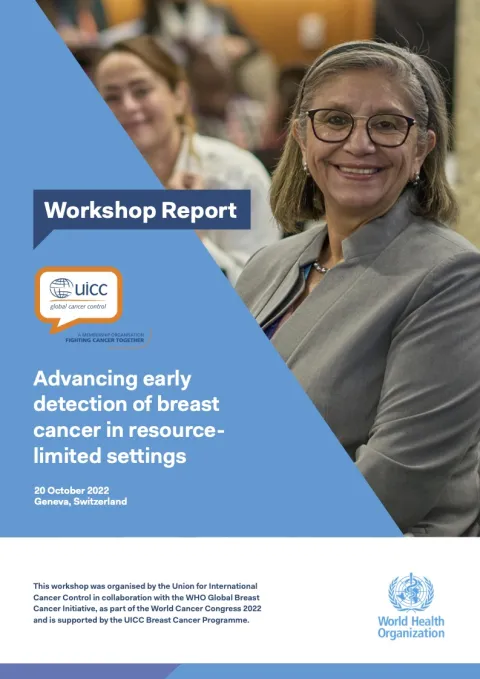 Workshop Report
uicc
global cancer control
A MEMBERSHIP ORGANISATION
FIGHTING CANCER TOGETHER
Advancing early
detection of breast
cancer in resource-
limited settings
20 October 2022
Geneva, Switzerland
This workshop was organised by the Union for International
Cancer Control in collaboration with the WHO Global Breast
Cancer Initiative, as part of the World Cancer Congress 2022
and is supported by the UICC Breast Cancer Programme.
World Health
Organization